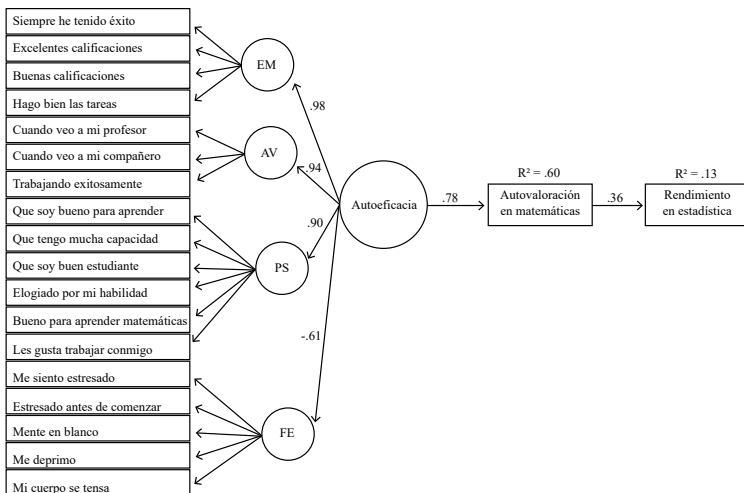 Siempre he tenido éxito
Excelentes calificaciones
Buenas calificaciones
Hago bien las tareas
Cuando veo a mi profesor
Cuando veo a mi compañero
Trabajando exitosamente
Que soy bueno para aprender
Que tengo mucha capacidad
Que soy buen estudiante
Elogiado por mi habilidad
Bueno para aprender matemáticas
Les gusta trabajar conmigo
Me siento estresado
Estresado antes de comenzar
Mente en blanco
Me deprimo
Mi cuerpo se tensa
EM
AV
PS
FE
.98
.94
.90
-.61
Autoeficacia
.78
R² = .60
Autovaloración
en matemáticas
.36
R² = .13
Rendimiento
en estadística